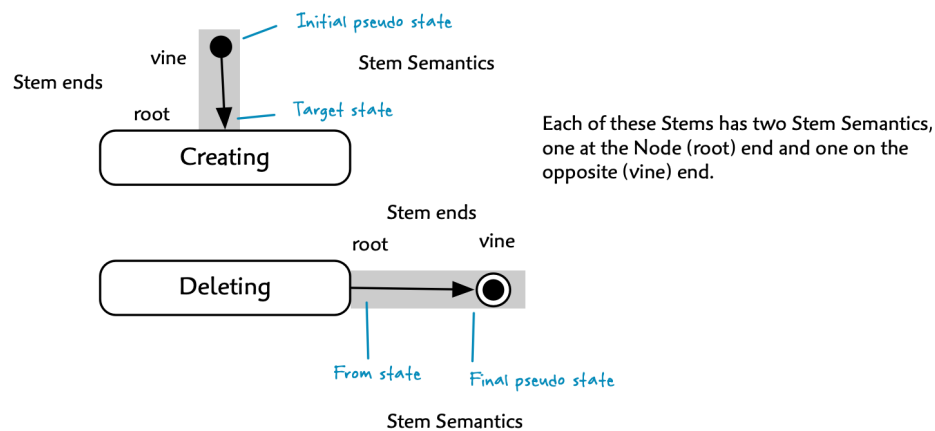 Initial pseudo state
vine
Stem Semantics
Stem ends
root
Target state
Each of these Stems has two Stem Semantics,
one at the Node (root) end and one on the
opposite (vine) end.
Creating
Stem ends
root
vine
Deleting
From state
Final pseudo state
Stem Semantics